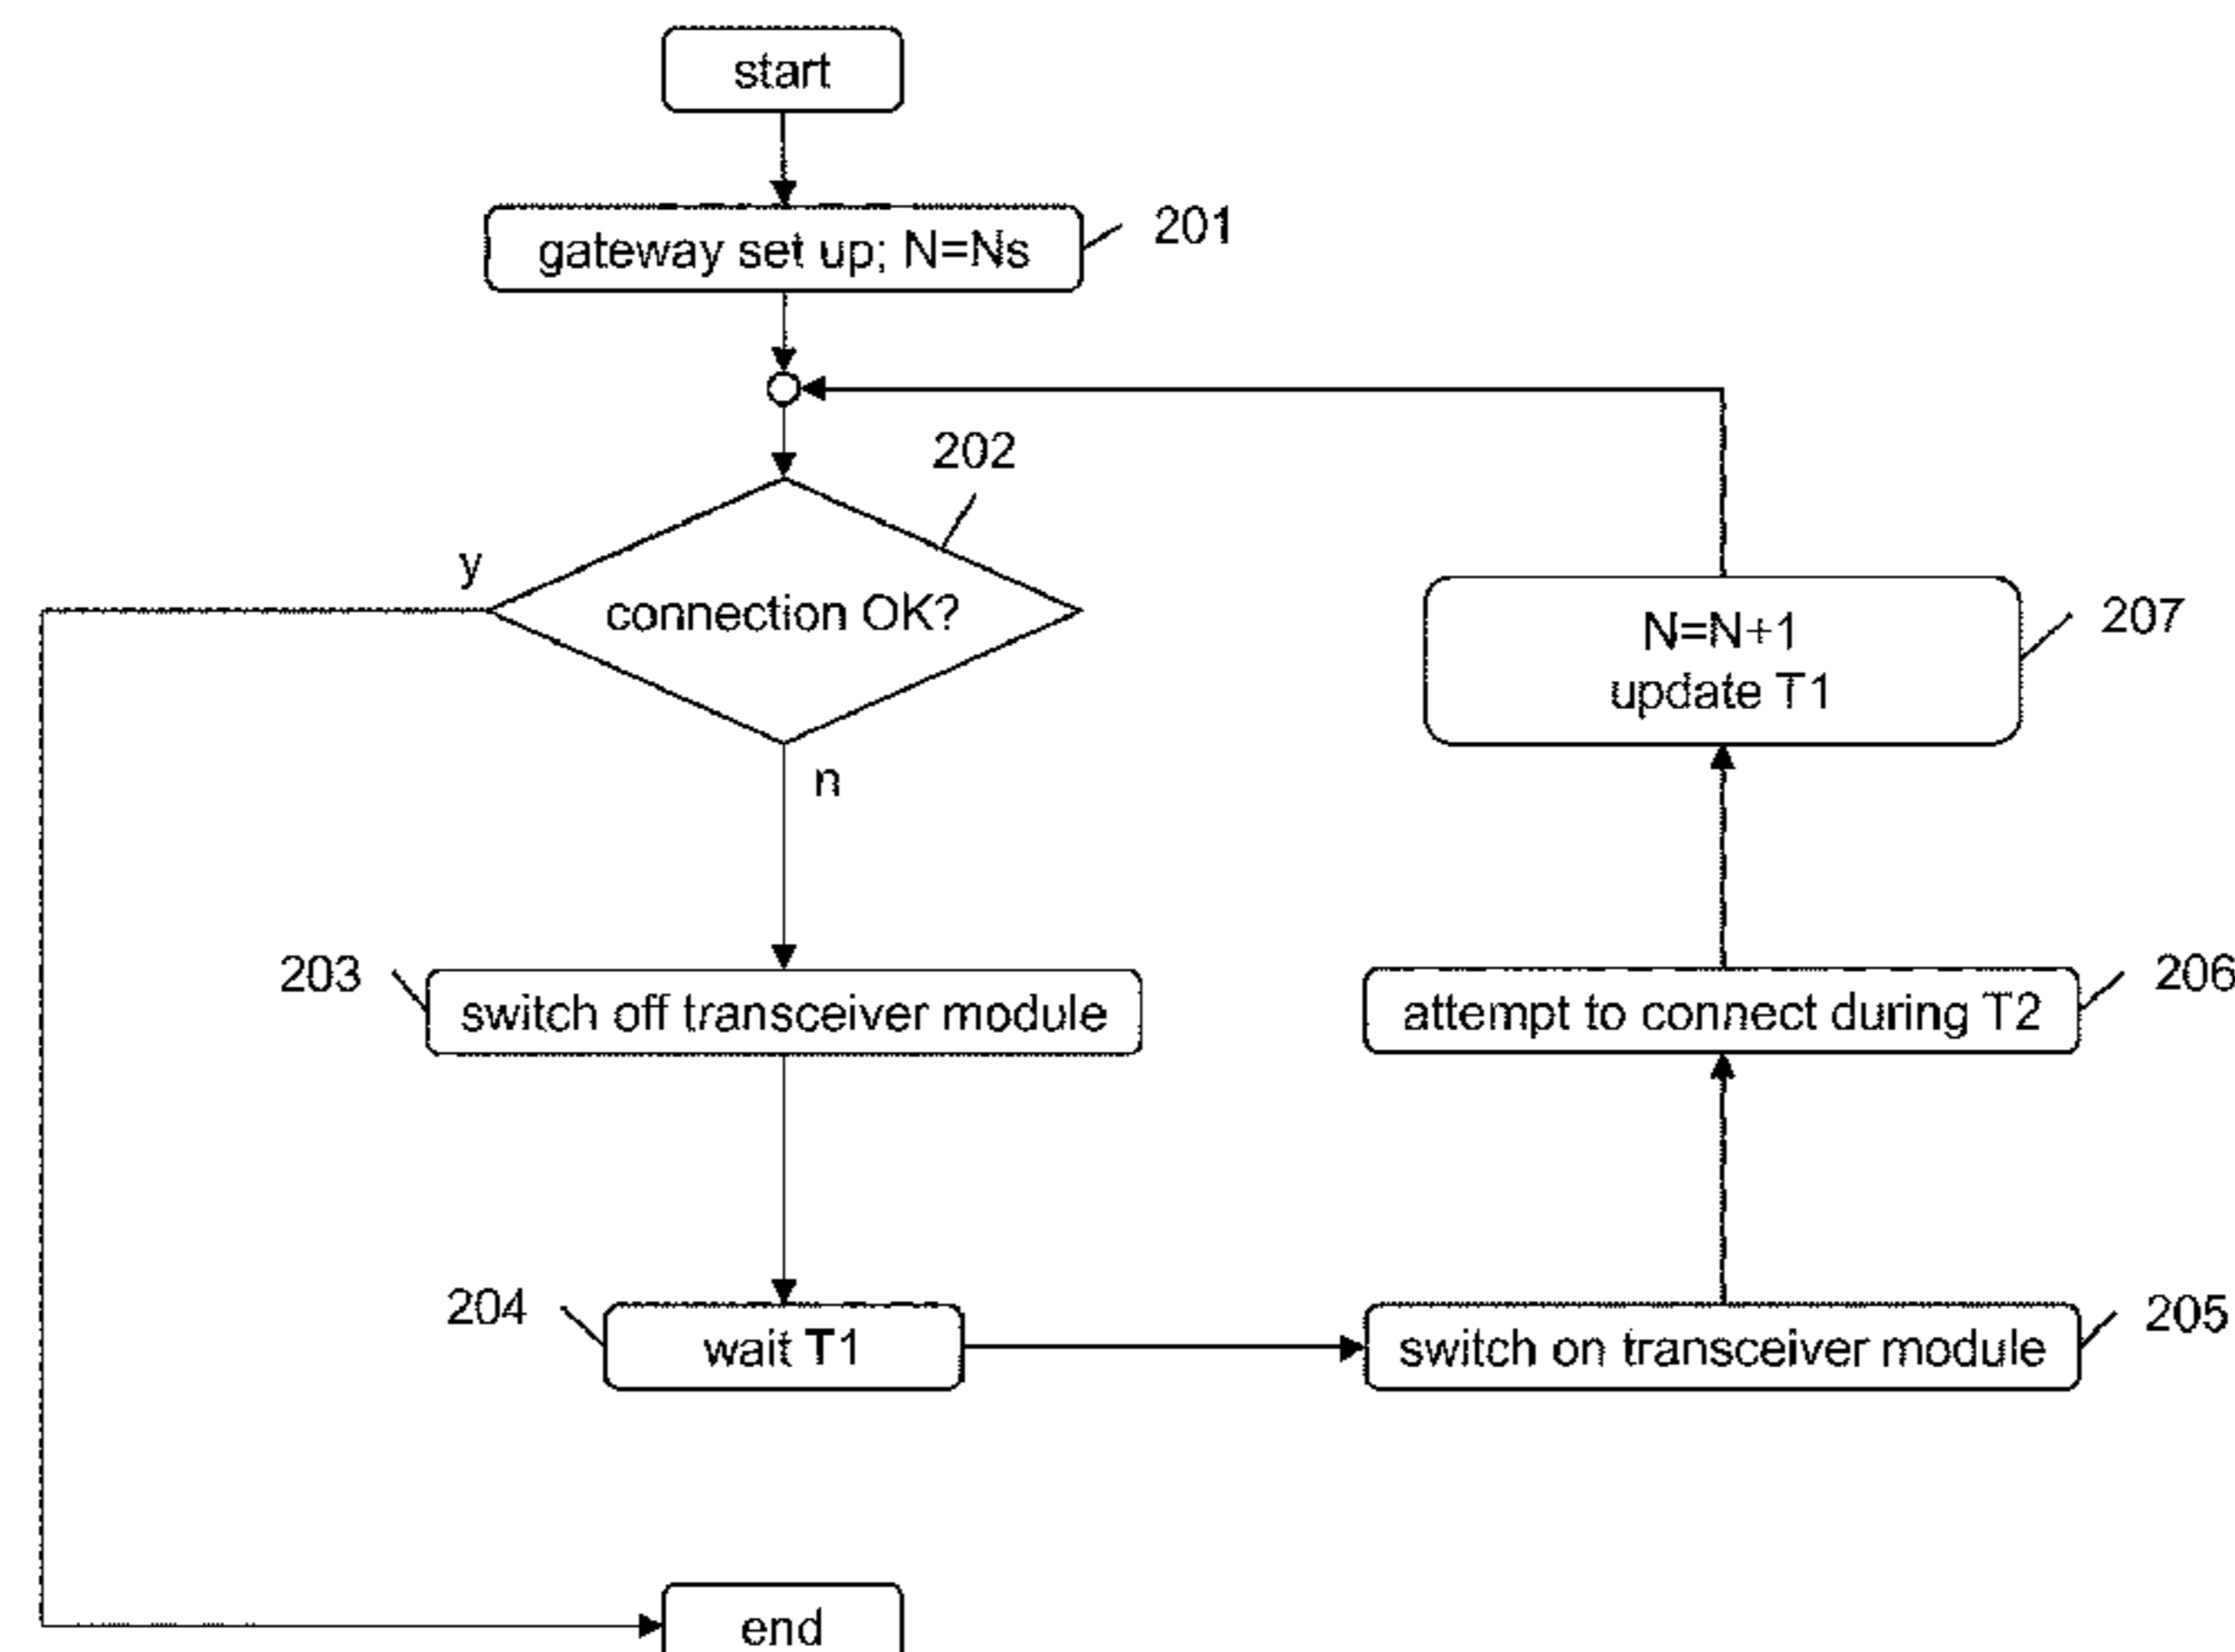 start
gateway set up; N=Ns
201
202
y
connection OK?
n
N=N+1
update T1
207
203
switch off transceiver module
attempt to connect during T2
206
204
wait T1
switch on transceiver module
205
end